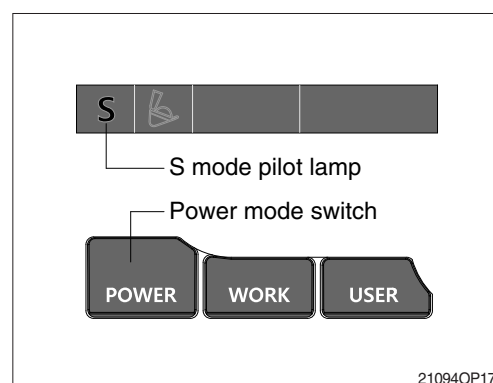 S
S mode pilot lamp
Power mode switch
POWER WORK USER
21094OP17